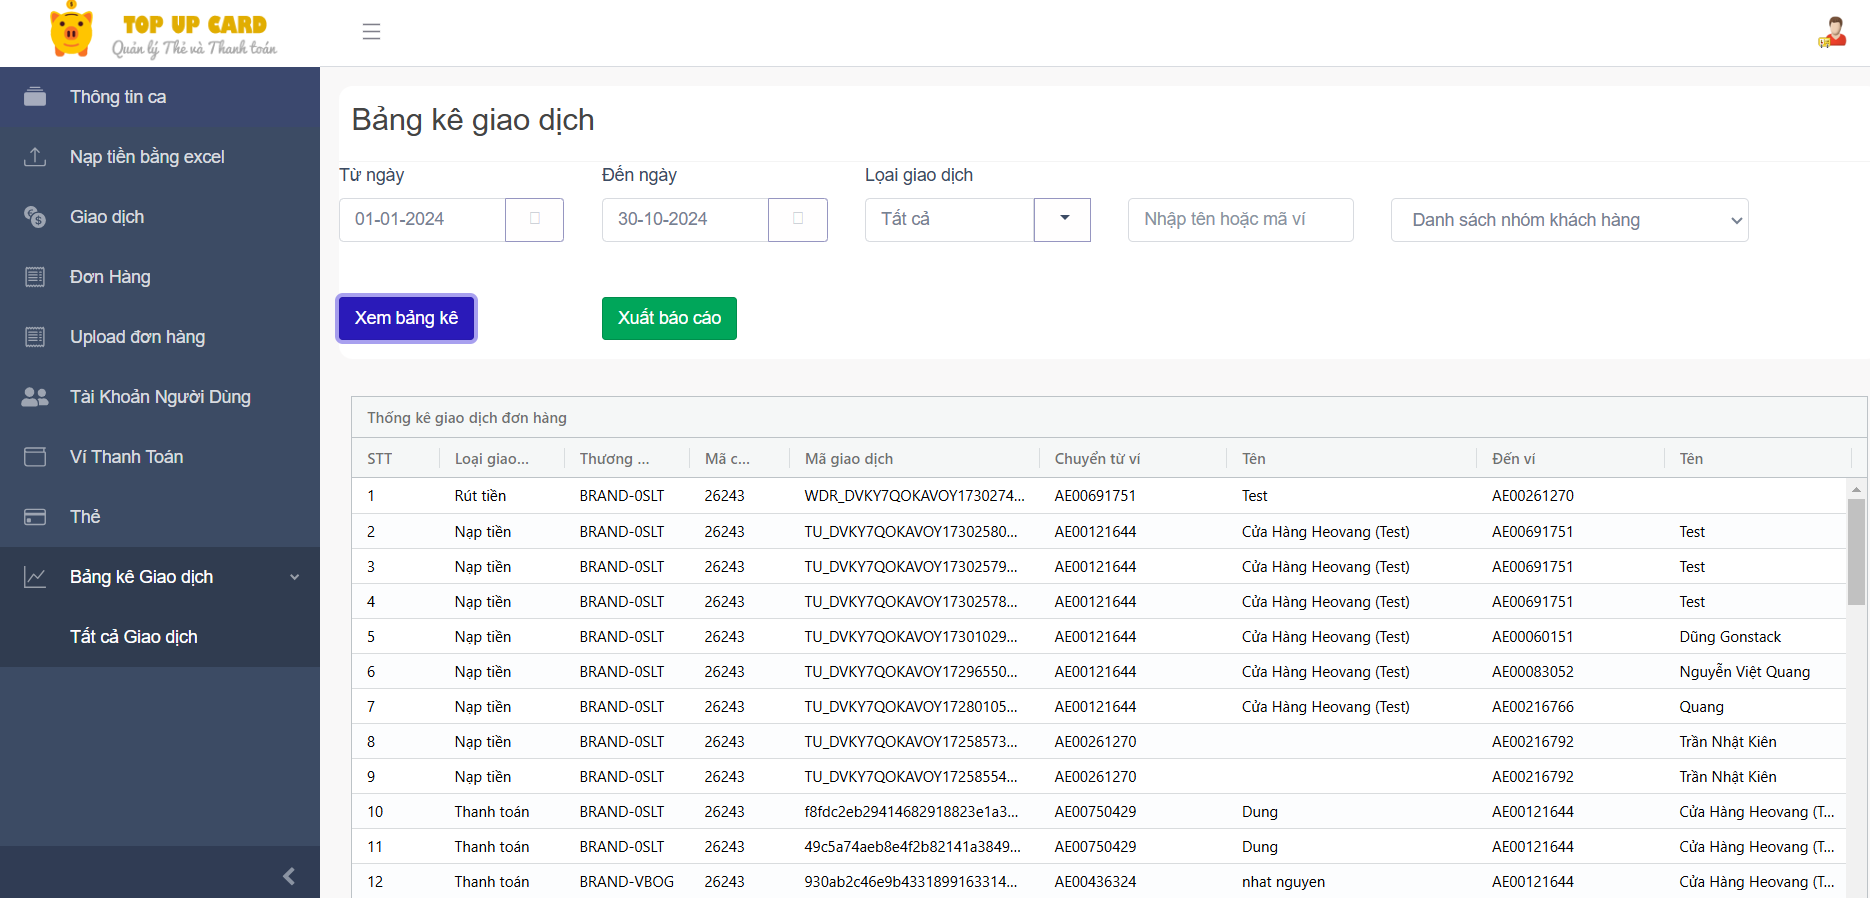 TOP UP CARD
Quản lý Thẻ và Thanh toán
Thông tin ca
Nạp tiền bằng excel
Giao dịch
Đơn Hàng
Upload đơn hàng
Tài Khoản Người Dùng
Ví Thanh Toán
Thẻ
Bảng kê Giao dịch
Tất cả Giao dịch
Bảng kê giao dịch
Từ ngày Đến ngày Lọai giao dịch
01-01-2024 30-10-2024 Tất cả Nhập tên hoặc mã ví Danh sách nhóm khách hàng
Xem bảng kê Xuất báo cáo
Thống kê giao dịch đơn hàng
STT Loại giao... Thương ... Mã c... Mã giao dịch Chuyển từ ví Tên Đến ví Tên
1 Rút tiền BRAND-0SLT 26243 WDR_DVKY7QOKAVOY1730274... AE00691751 Test AE00261270
2 Nạp tiền BRAND-0SLT 26243 TU_DVKY7QOKAVOY17302580... AE00121644 Cửa Hàng Heovang (Test) AE00691751 Test
3 Nạp tiền BRAND-0SLT 26243 TU_DVKY7QOKAVOY17302579... AE00121644 Cửa Hàng Heovang (Test) AE00691751 Test
4 Nạp tiền BRAND-0SLT 26243 TU_DVKY7QOKAVOY17302578... AE00121644 Cửa Hàng Heovang (Test) AE00691751 Test
5 Nạp tiền BRAND-0SLT 26243 TU_DVKY7QOKAVOY17301029... AE00121644 Cửa Hàng Heovang (Test) AE00060151 Dũng Gonstack
6 Nạp tiền BRAND-0SLT 26243 TU_DVKY7QOKAVOY17296550... AE00121644 Cửa Hàng Heovang (Test) AE00083052 Nguyễn Việt Quang
7 Nạp tiền BRAND-0SLT 26243 TU_DVKY7QOKAVOY17280105... AE00121644 Cửa Hàng Heovang (Test) AE00216766 Quang
8 Nạp tiền BRAND-0SLT 26243 TU_DVKY7QOKAVOY17258573... AE00261270 AE00216792 Trần Nhật Kiên
9 Nạp tiền BRAND-0SLT 26243 TU_DVKY7QOKAVOY17258554... AE00261270 AE00216792 Trần Nhật Kiên
10 Thanh toán BRAND-0SLT 26243 f8fdc2eb29414682918823e1a3... AE00750429 Dung AE00121644 Cửa Hàng Heovang (T...
11 Thanh toán BRAND-0SLT 26243 49c5a74aeb8e4f2b82141a3849... AE00750429 Dung AE00121644 Cửa Hàng Heovang (T...
12 Thanh toán BRAND-VBOG 26243 930ab2c46e9b4331899163314... AE00436324 nhat nguyen AE00121644 Cửa Hàng Heovang (T...